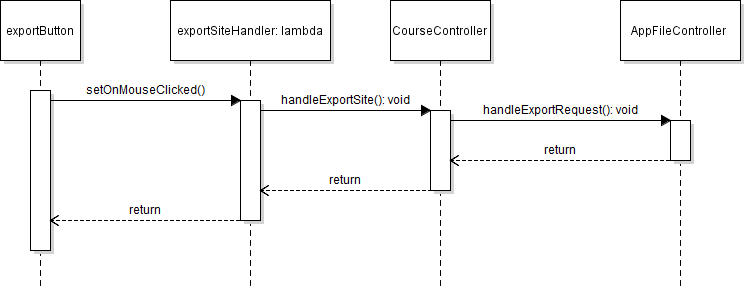 exportButton
exportSiteHandler: lambda
CourseController
AppFileController
setOnMouseClicked()
handleExportSite(): void
handleExportRequest(): void
return
return
return